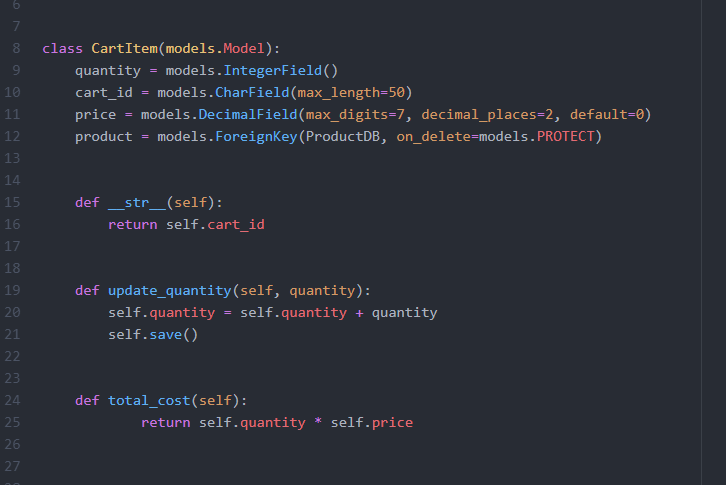 6
7
8 class CartItem(models.Model):
9     quantity = models.IntegerField()
10     cart_id = models.CharField(max_length=50)
11     price = models.DecimalField(max_digits=7, decimal_places=2, default=0)
12     product = models.ForeignKey(ProductDB, on_delete=models.PROTECT)
13
14
15     def __str__(self):
16         return self.cart_id
17
18
19     def update_quantity(self, quantity):
20         self.quantity = self.quantity + quantity
21         self.save()
22
23
24     def total_cost(self):
25             return self.quantity * self.price
26
27
28